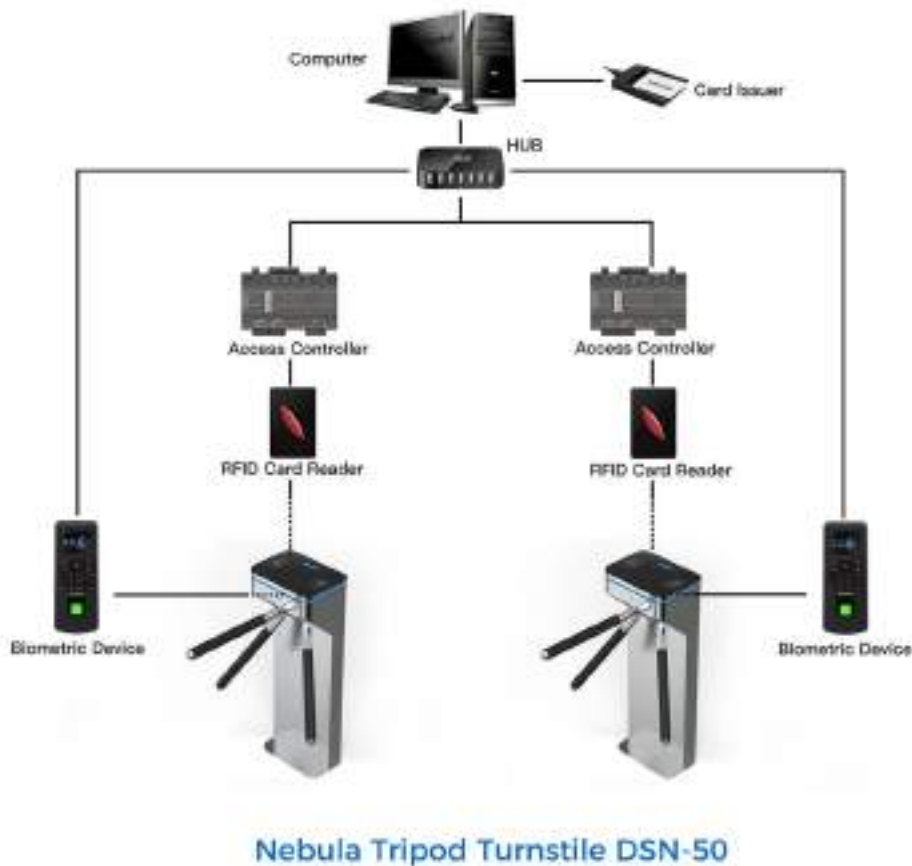 Computer
Card Issuer
HUB
Access Controller
Access Controller
RFID Card Reader
RFID Card Reader
Biometric Device
Biometric Device
Nebula Tripod Turnstile DSN-50